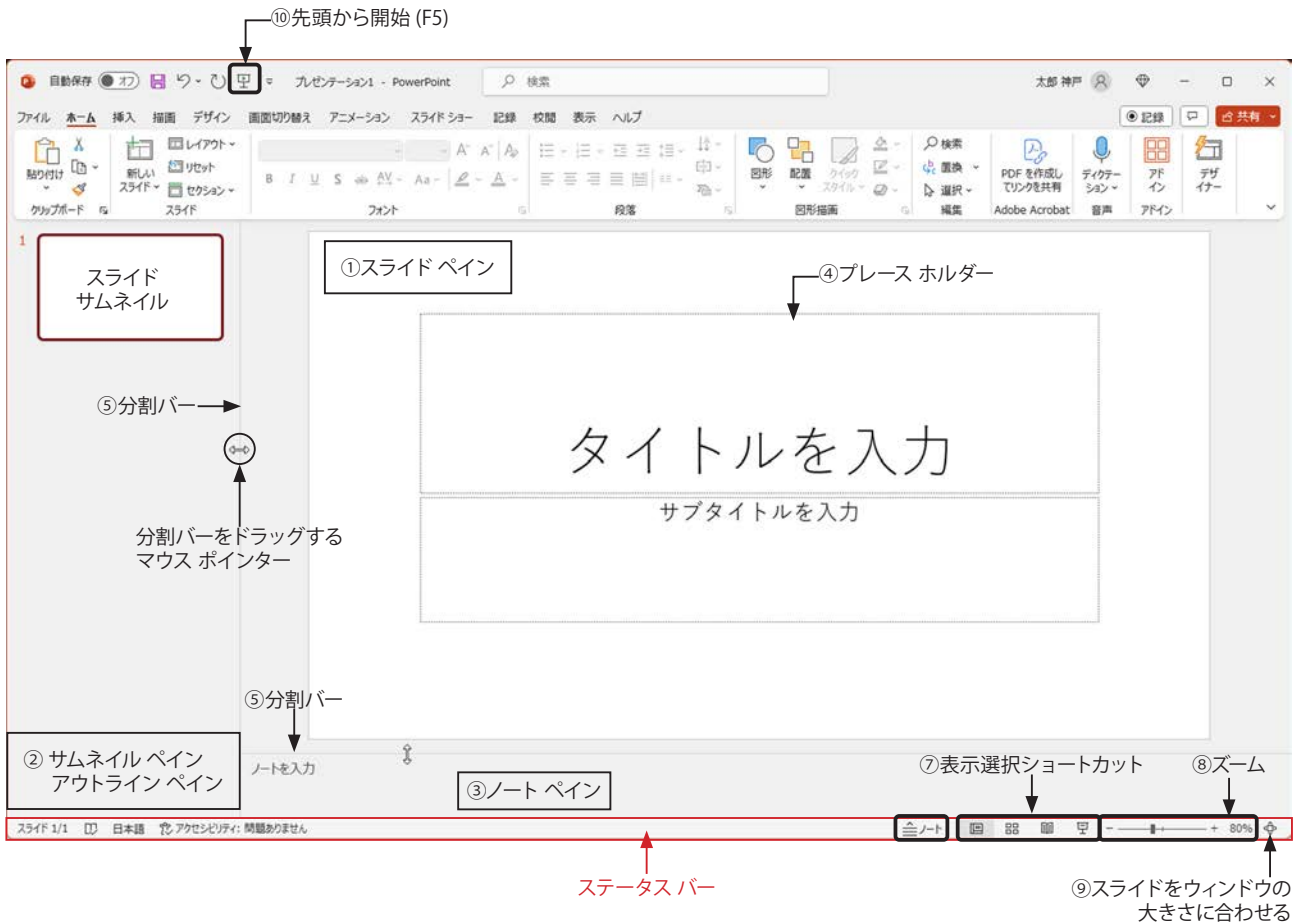 ⑩先頭から開始 (F5)
自動保存 オフ プレゼンテーション1 - PowerPoint 検索 太郎 神戸
ファイル ホーム 挿入 描画 デザイン 画面切り替え アニメーション スライド ショー 記録 校閲 表示 ヘルプ 記録 共有
貼り付け
新しい
スライド
レイアウト
リセット
セクション
B I U S ab AV Aa A A
A A A
図形 配置 クイック
スタイル
検索
置換
選択
PDF を作成し
てリンクを共有
ディクテー
ション
アド
イン
デザ
イナー
クリップボード スライド フォント 段落 図形描画 編集 Adobe Acrobat 音声 アドイン
1
スライド
サムネイル
①スライド ペイン
④プレース ホルダー
⑤分割バー
タイトルを入力
サブタイトルを入力
分割バーをドラッグする
マウス ポインター
⑤分割バー
② サムネイル ペイン
アウトライン ペイン
ノートを入力
③ノート ペイン
⑦表示選択ショートカット
⑧ズーム
スライド 1/1 日本語 アクセシビリティ: 問題ありません ノート - + 80%
ステータス バー
⑨スライドをウィンドウの
大きさに合わせる